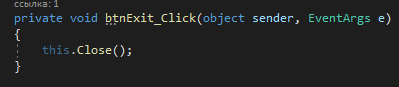 ссылка: 1
private void btnExit_Click(object sender, EventArgs e)
{
    this.Close();
}